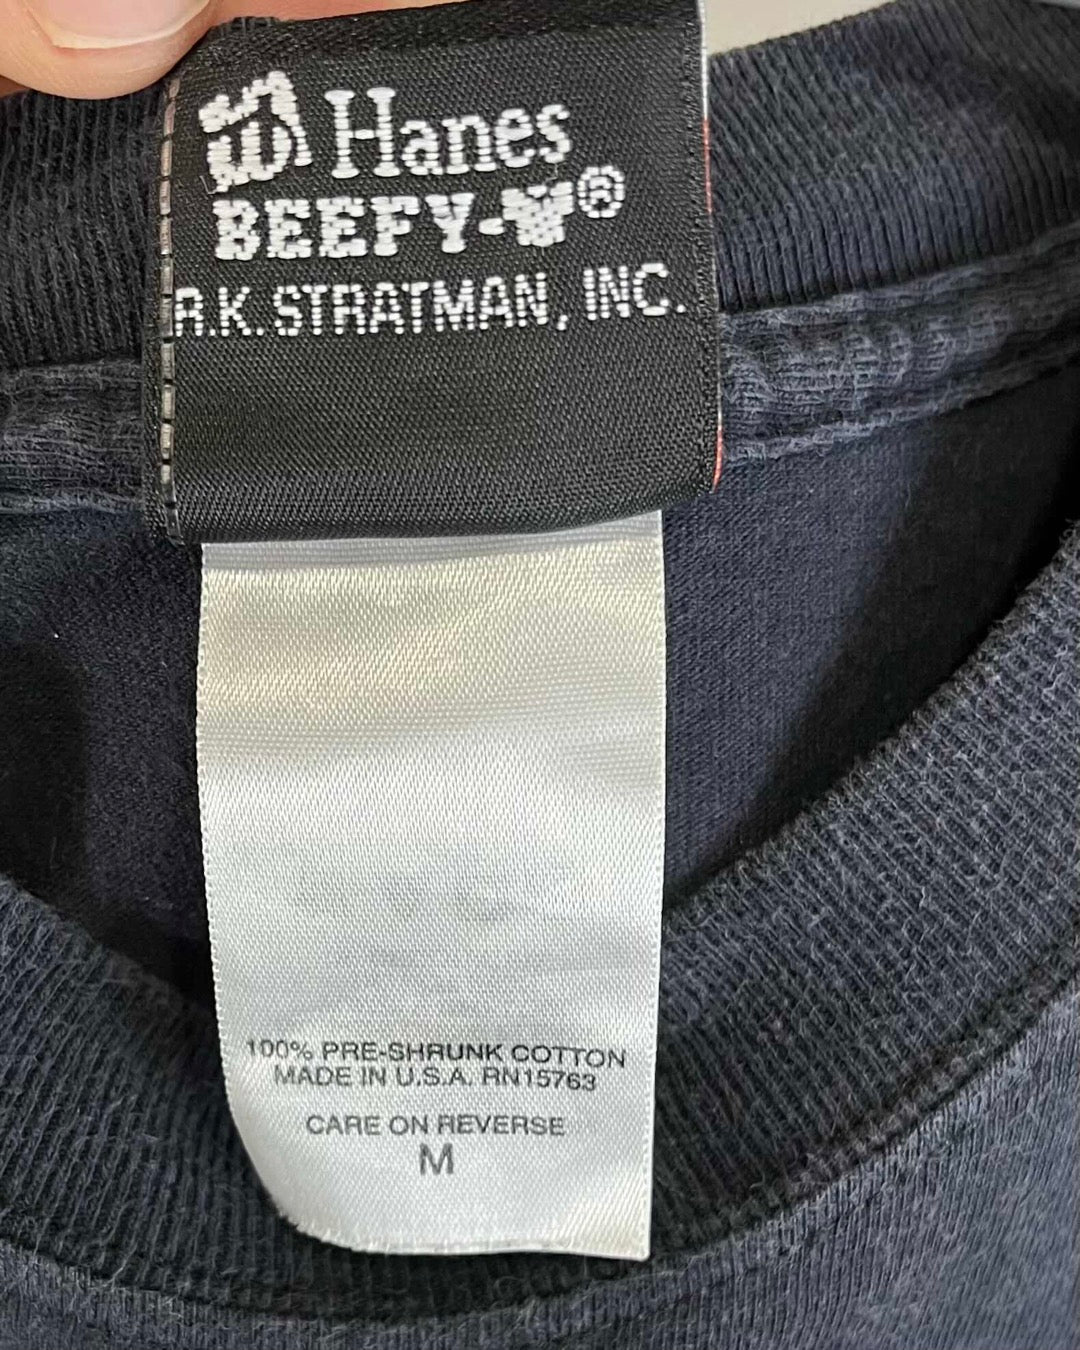 Hanes
BEEFY-T®
R.K. STRATMAN, INC.
100% PRE-SHRUNK COTTON
MADE IN U.S.A. RN15763
CARE ON REVERSE
M